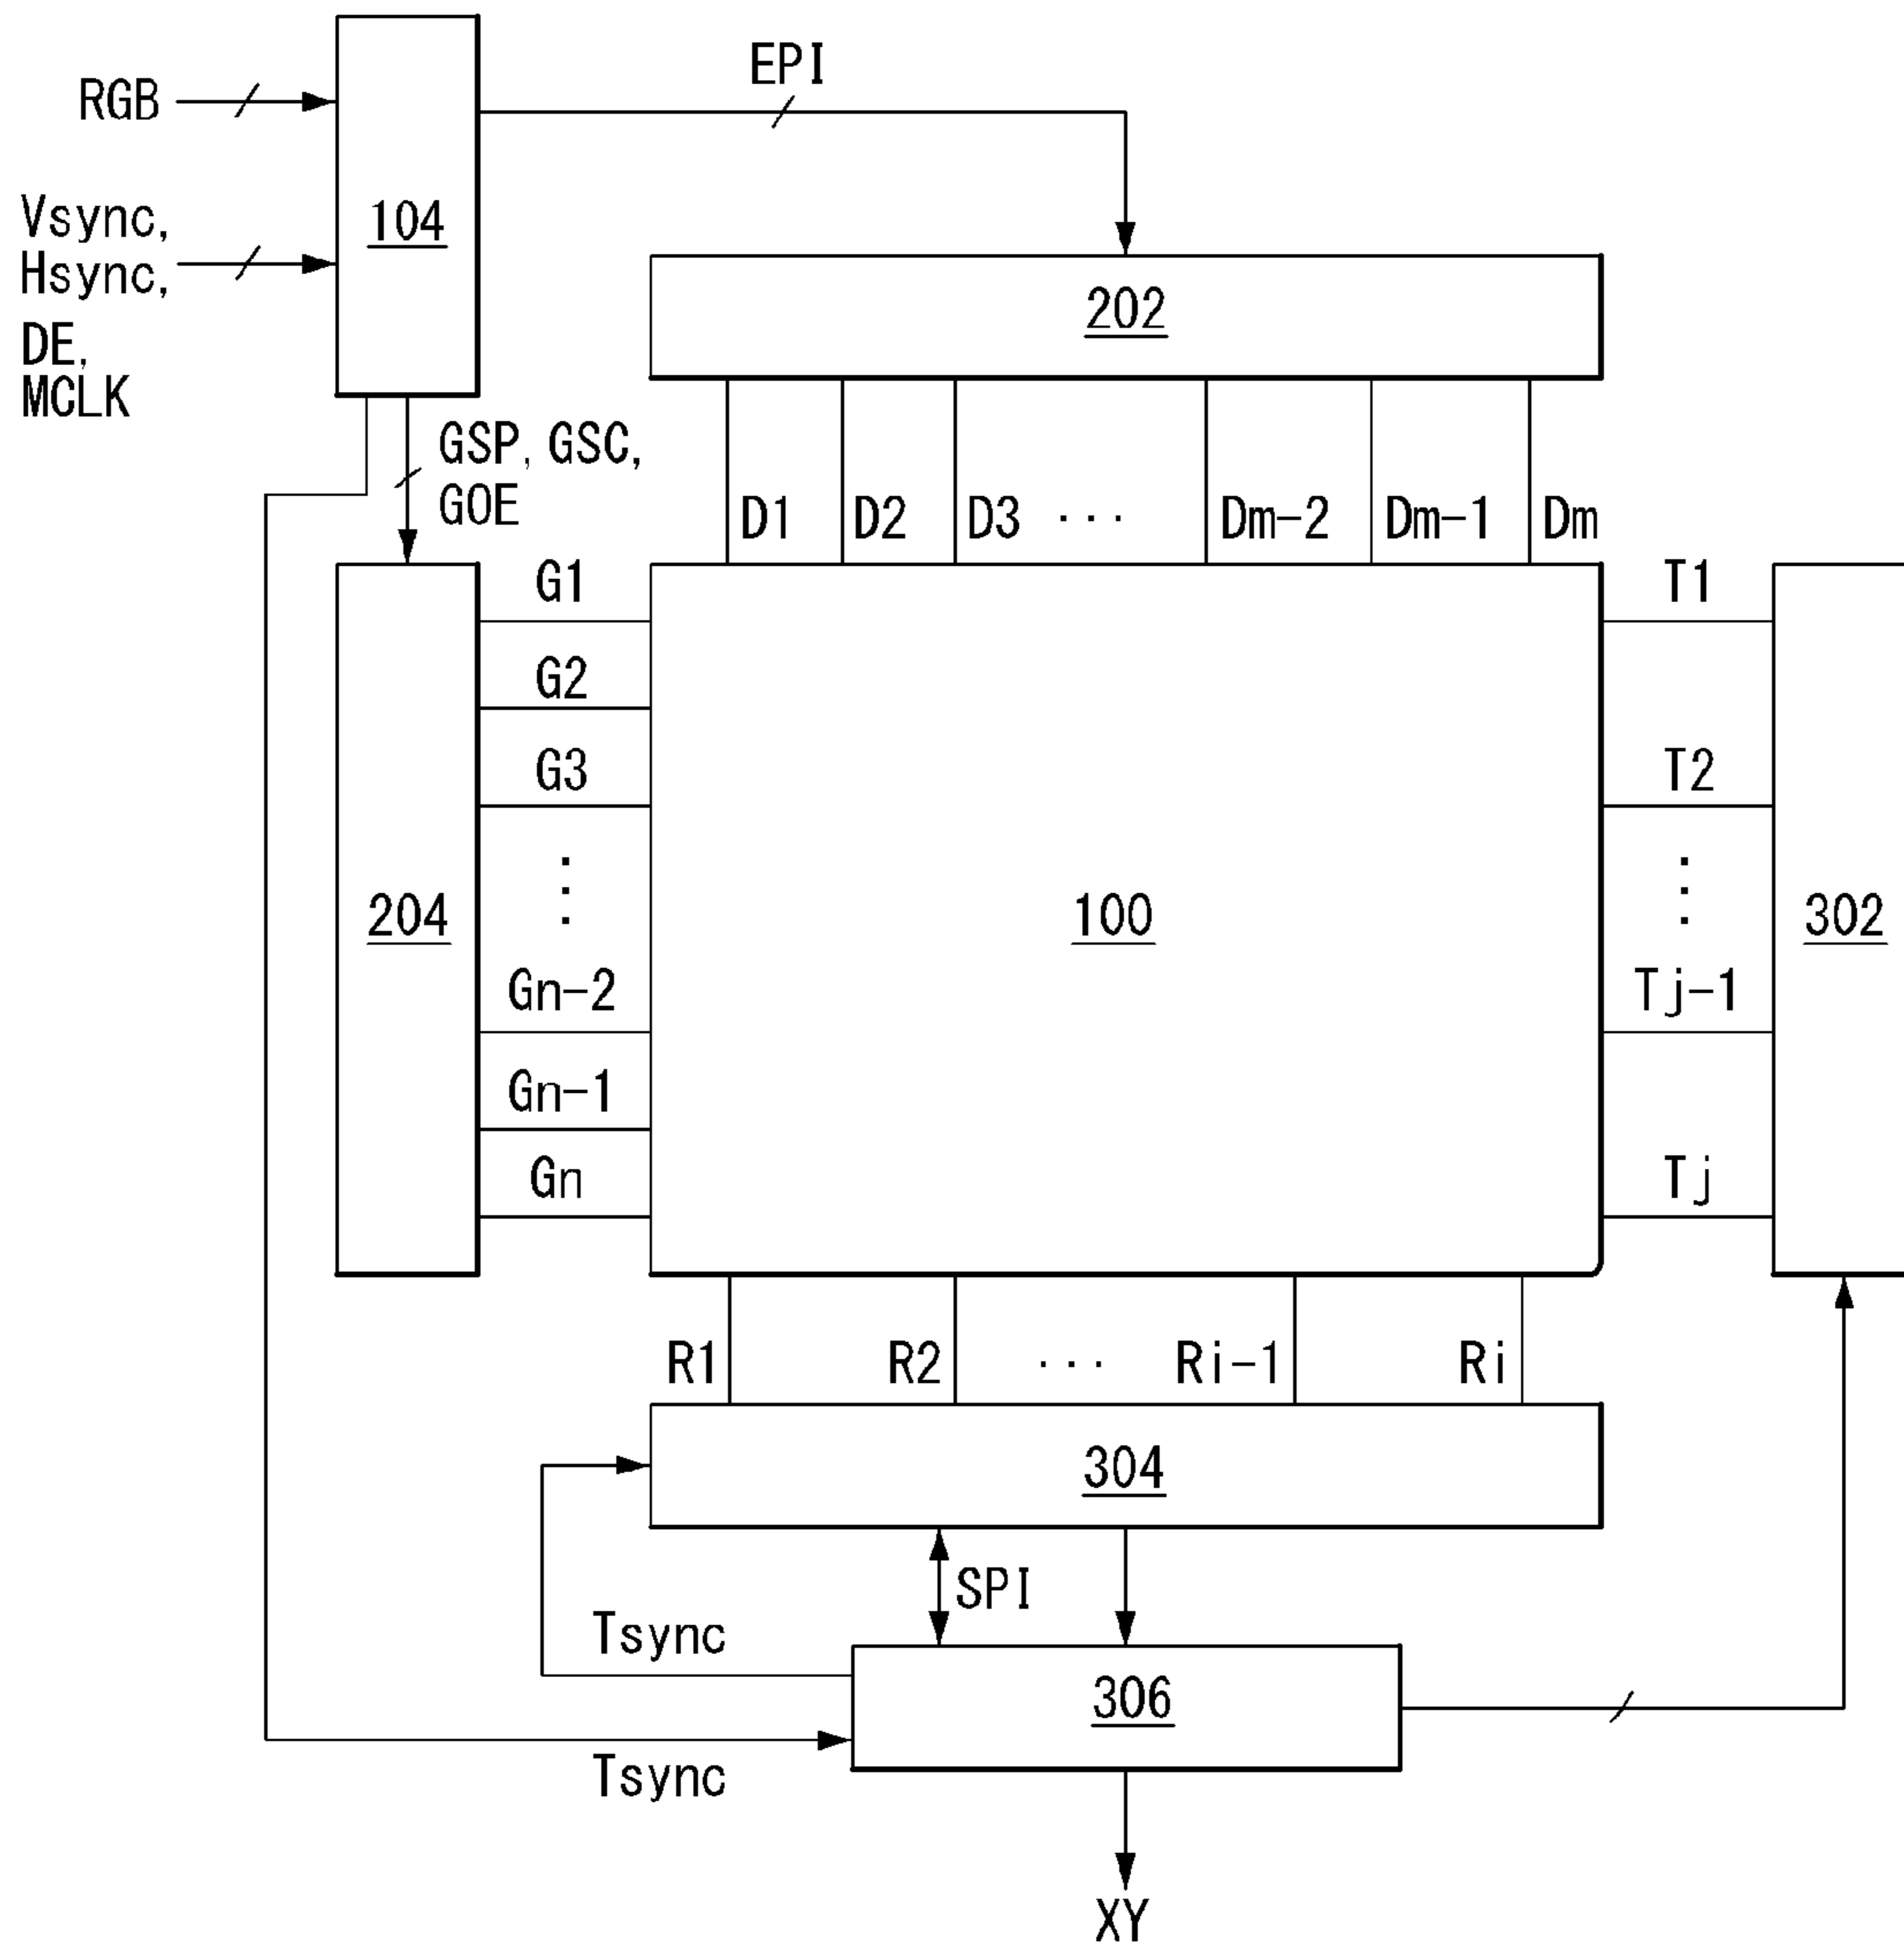 EPI
RGB
104
Vsync,
Hsync,
DE,
MCLK
202
GSP, GSC,
GOE
D1 D2 D3 ... Dm-2 Dm-1 Dm
G1
T1
G2
G3
T2
204
100
302
Gn-2
Tj-1
Gn-1
Gn
Tj
R1 R2 ... Ri-1 Ri
304
SPI
Tsync
306
Tsync
XY